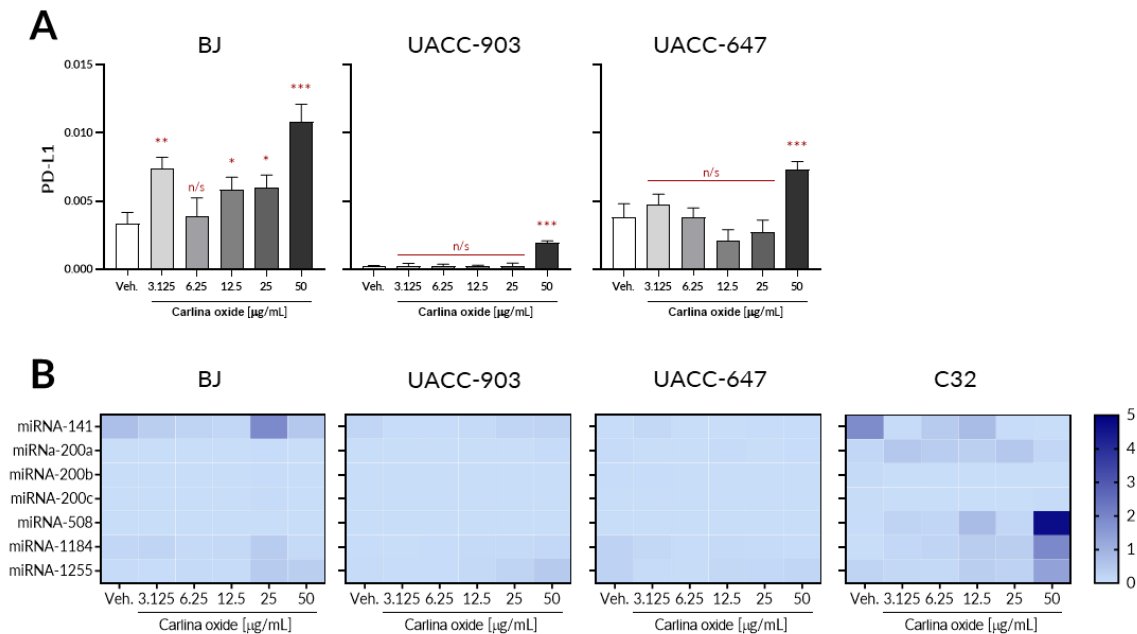 A
BJ
UACC-903
UACC-647
PD-L1
0.015
0.010
0.005
0.000
**
n/s
*
*
***
n/s
***
n/s
***
Veh. 3.125 6.25 12.5 25 50
Veh. 3.125 6.25 12.5 25 50
Veh. 3.125 6.25 12.5 25 50
Carlina oxide [µg/mL]
Carlina oxide [µg/mL]
Carlina oxide [µg/mL]
B
BJ
UACC-903
UACC-647
C32
miRNA-141
miRNa-200a
miRNA-200b
miRNA-200c
miRNA-508
miRNA-1184
miRNA-1255
5
4
3
2
1
0
Veh. 3.125 6.25 12.5 25 50
Veh. 3.125 6.25 12.5 25 50
Veh. 3.125 6.25 12.5 25 50
Veh. 3.125 6.25 12.5 25 50
Carlina oxide [µg/mL]
Carlina oxide [µg/mL]
Carlina oxide [µg/mL]
Carlina oxide [µg/mL]